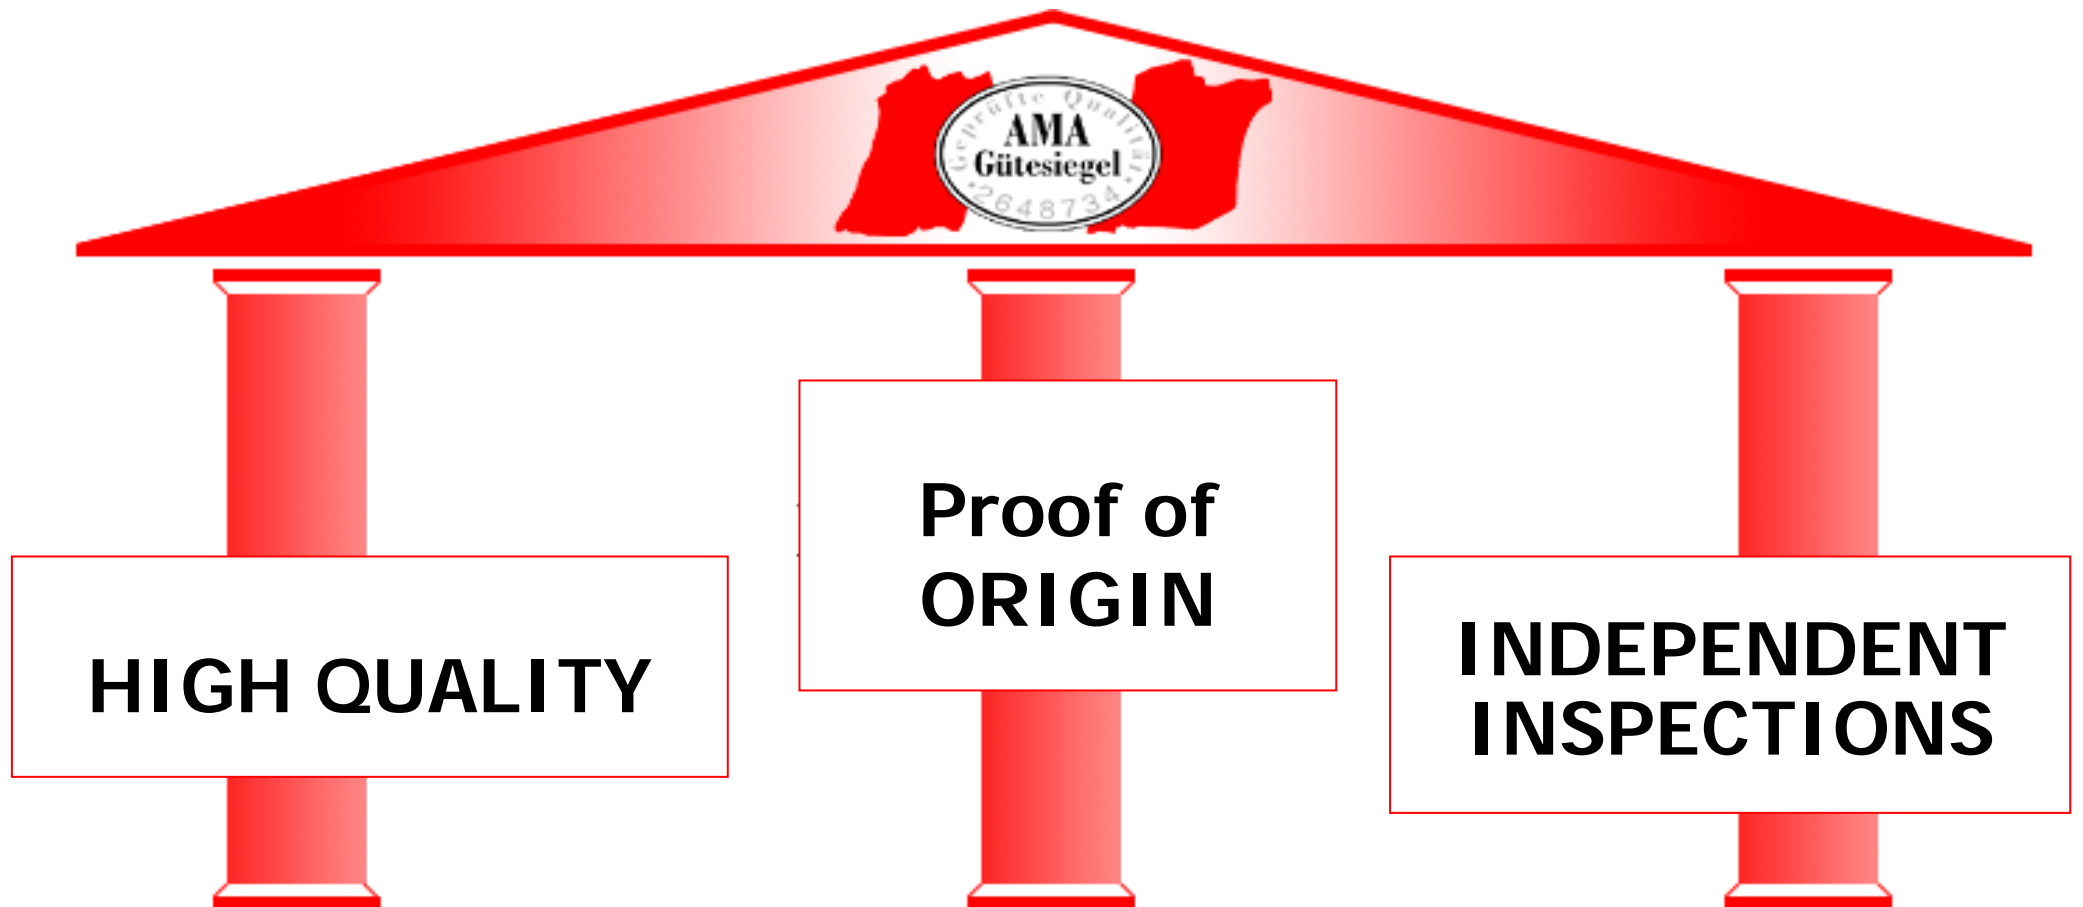 Geprüfte Qualität
AMA
Gütesiegel
2648734
HIGH QUALITY
Proof of
ORIGIN
INDEPENDENT
INSPECTIONS